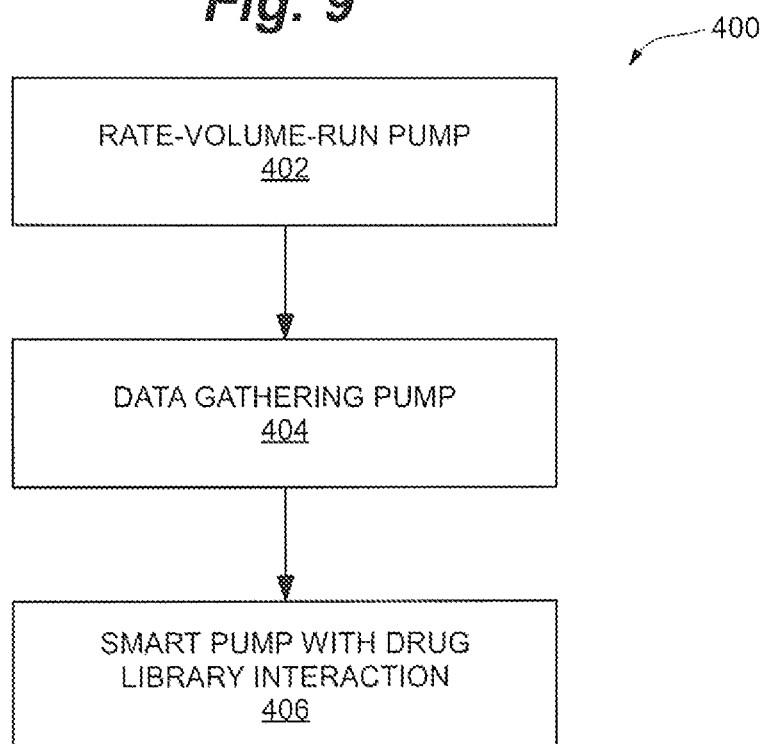 Fig. 9
400
RATE-VOLUME-RUN PUMP
402
DATA GATHERING PUMP
404
SMART PUMP WITH DRUG
LIBRARY INTERACTION
406